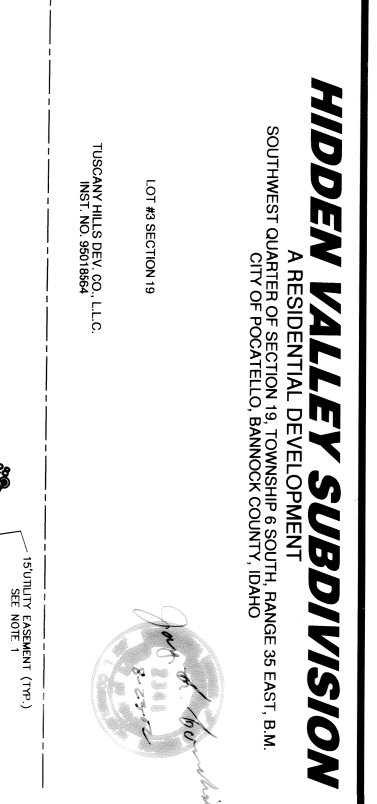 HIDDEN VALLEY SUBDIVISION
A RESIDENTIAL DEVELOPMENT
SOUTHWEST QUARTER OF SECTION 19, TOWNSHIP 6 SOUTH, RANGE 35 EAST, B.M.
CITY OF POCATELLO, BANNOCK COUNTY, IDAHO
LOT #3 SECTION 19
TUSCANY HILLS DEV. CO., L.L.C.
INST. NO. 95018564
15' UTILITY EASEMENT (TYP.)
SEE NOTE 1